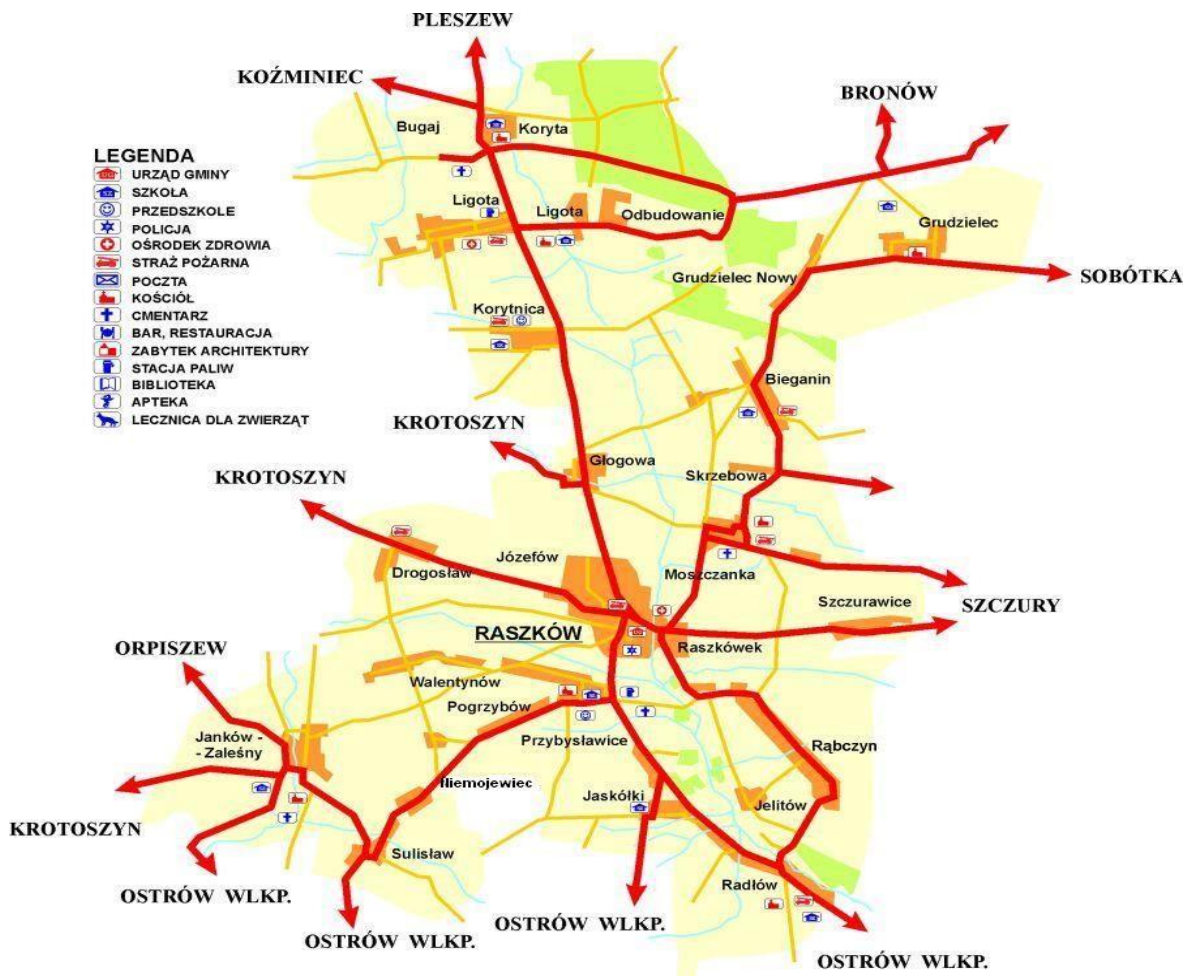 PLESZEW
KOŹMINIEC
BRONÓW
Bugaj
Koryta
LEGENDA
URZĄD GMINY
SZKOŁA
PRZEDSZKOLE
POLICJA
OŚRODEK ZDROWIA
STRAŻ POŻARNA
POCZTA
KOŚCIÓŁ
CMENTARZ
BAR, RESTAURACJA
ZABYTEK ARCHITEKTURY
STACJA PALIW
BIBLIOTEKA
APTEKA
LECZNICA DLA ZWIERZĄT
Ligota
Ligota
Odbudowanie
Grudzielec
Grudzielec Nowy
SOBÓTKA
Korytnica
Bieganin
KROTOSZYN
Głogowa
Skrzebowa
KROTOSZYN
Józefów
Drogosław
Moszczanka
Szczurawice
SZCZURY
RASZKÓW
Raszkówek
ORPISZEW
Walentynów
Pogrzybów
Przybysławice
Rąbczyn
Janków -
- Zaleśny
Niemojewiec
Jaskółki
Jelitów
KROTOSZYN
Sulisław
Radłów
OSTRÓW WLKP.
OSTRÓW WLKP.
OSTRÓW WLKP.
OSTRÓW WLKP.